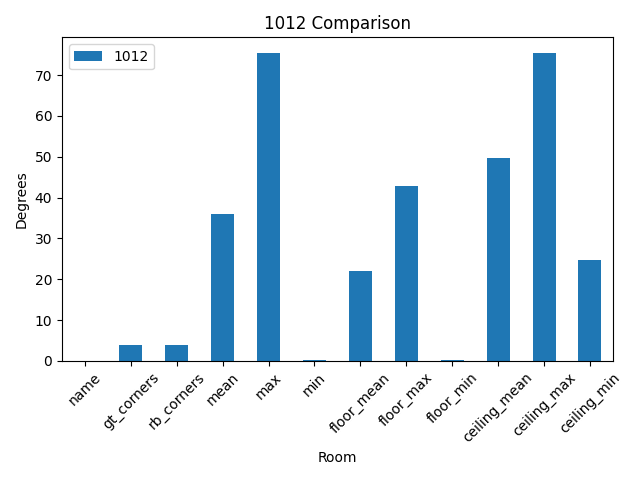 1012 Comparison
1012
Degrees
70
60
50
40
30
20
10
0
name
gt_corners
rb_corners
mean
max
min
floor_mean
floor_max
floor_min
ceiling_mean
ceiling_max
ceiling_min
Room